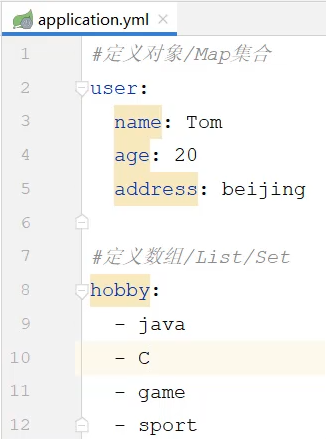 application.yml
1 #定义对象/Map集合
2 user:
3   name: Tom
4   age: 20
5   address: beijing
6
7 #定义数组/List/Set
8 hobby:
9   - java
10   - C
11   - game
12   - sport